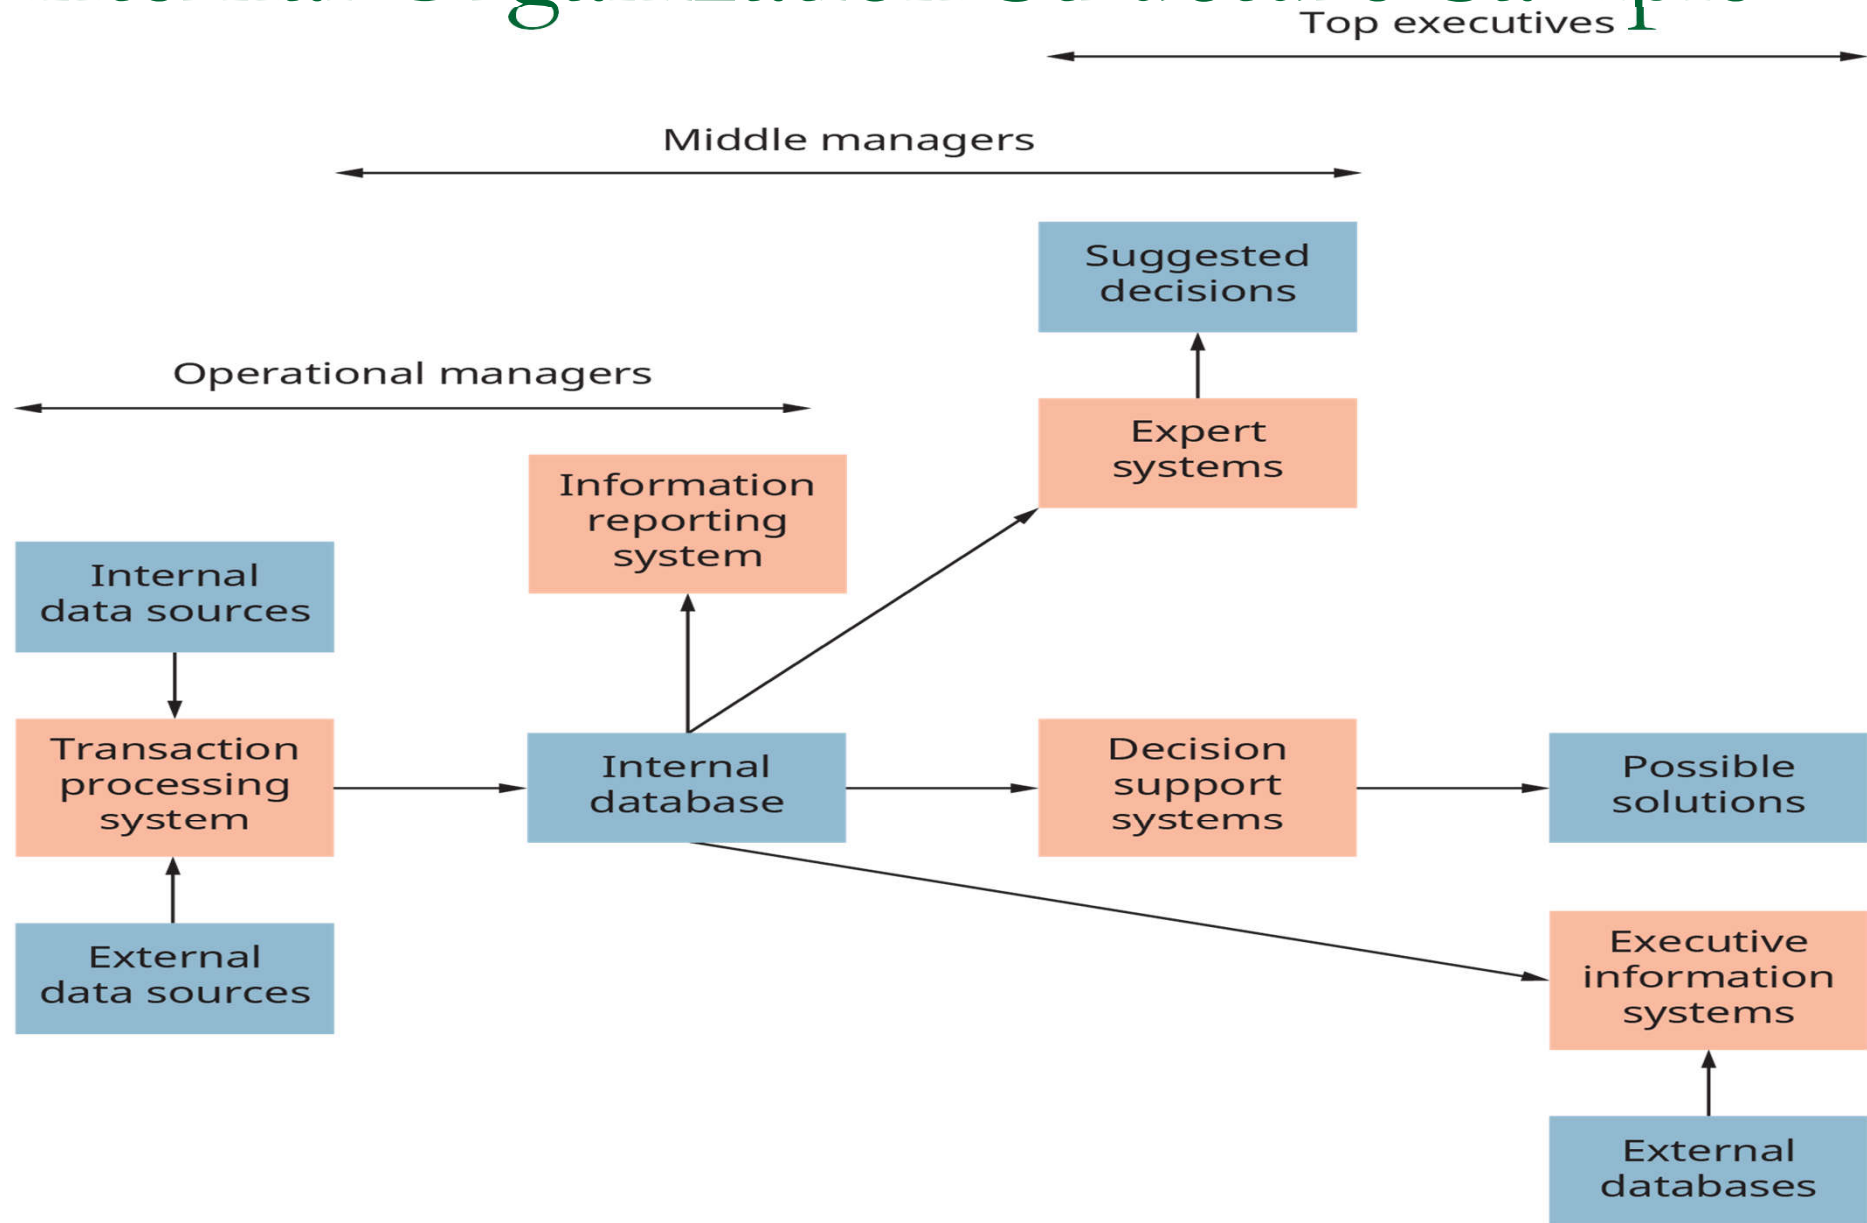 Top executives
Middle managers
Suggested
decisions
Operational managers
Expert
systems
Information
reporting
system
Internal
data sources
Transaction
processing
system
Internal
database
Decision
support
systems
Possible
solutions
External
data sources
Executive
information
systems
External
databases